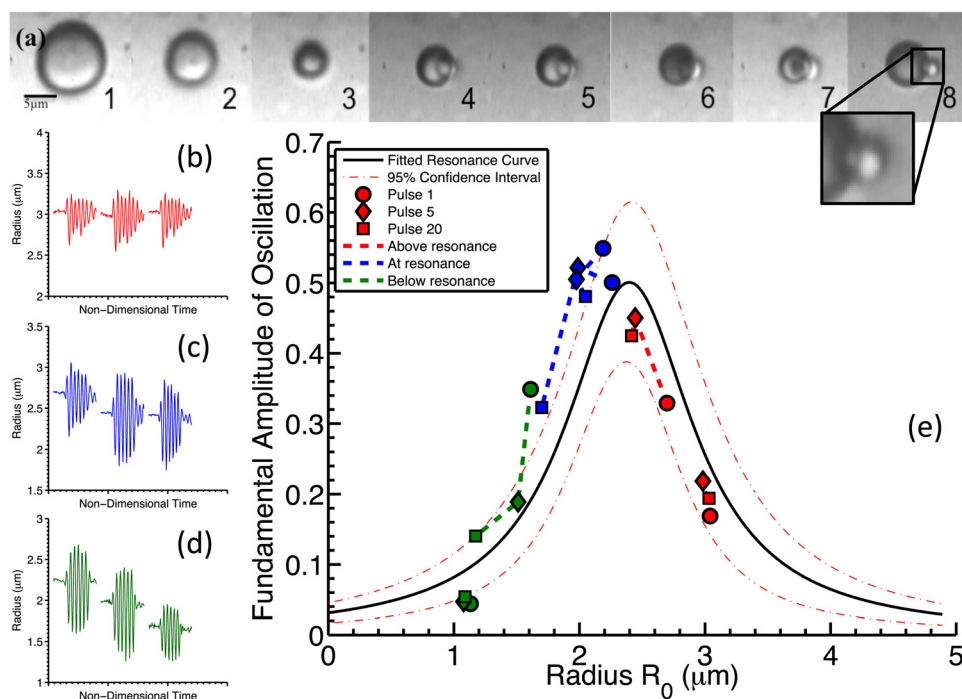 (a)
5μm
1
2
3
4
5
6
7
8
(b)
4
3.5
3
2.5
2
Radius (μm)
Non-Dimensional Time
(c)
3.5
3
2.5
2
1.5
Radius (μm)
Non-Dimensional Time
(d)
3
2.5
2
1.5
1
Radius (μm)
Non-Dimensional Time
Fitted Resonance Curve
95% Confidence Interval
Pulse 1
Pulse 5
Pulse 20
Above resonance
At resonance
Below resonance
(e)
Fundamental Amplitude of Oscillation
0.7
0.6
0.5
0.4
0.3
0.2
0.1
0
0
1
2
3
4
5
Radius R0 (μm)